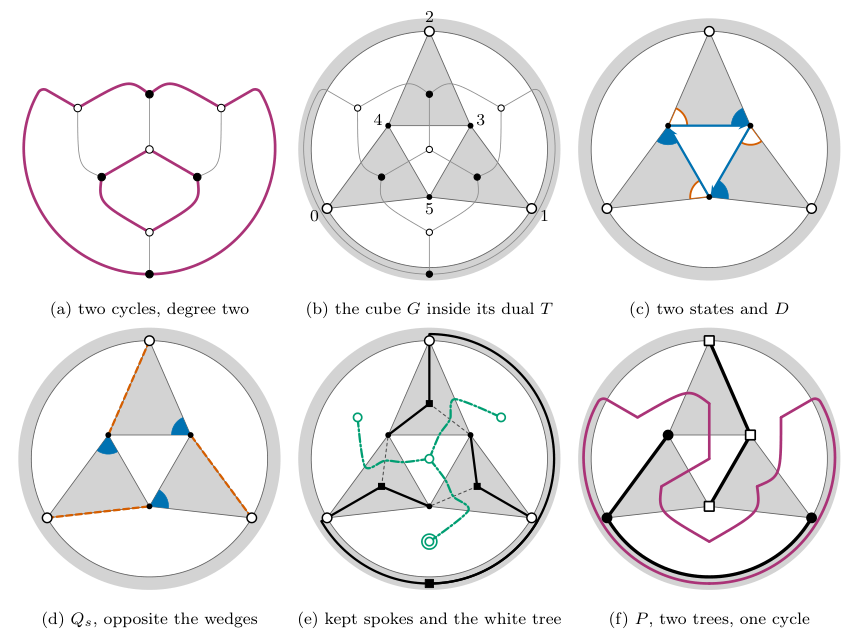 2
4
3
0
5
1
(a) two cycles, degree two
(b) the cube G inside its dual T
(c) two states and D
(d) Qₛ, opposite the wedges
(e) kept spokes and the white tree
(f) P, two trees, one cycle